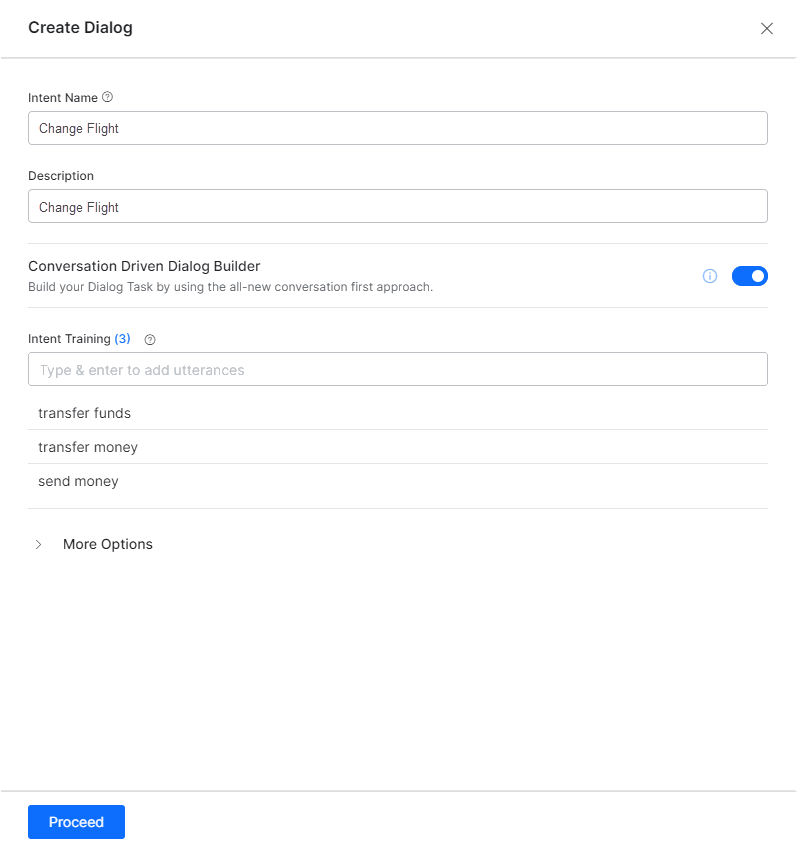 Create Dialog
Intent Name
Change Flight
Description
Change Flight
Conversation Driven Dialog Builder
Build your Dialog Task by using the all-new conversation first approach.
Intent Training (3)
Type & enter to add utterances
transfer funds
transfer money
send money
More Options
Proceed